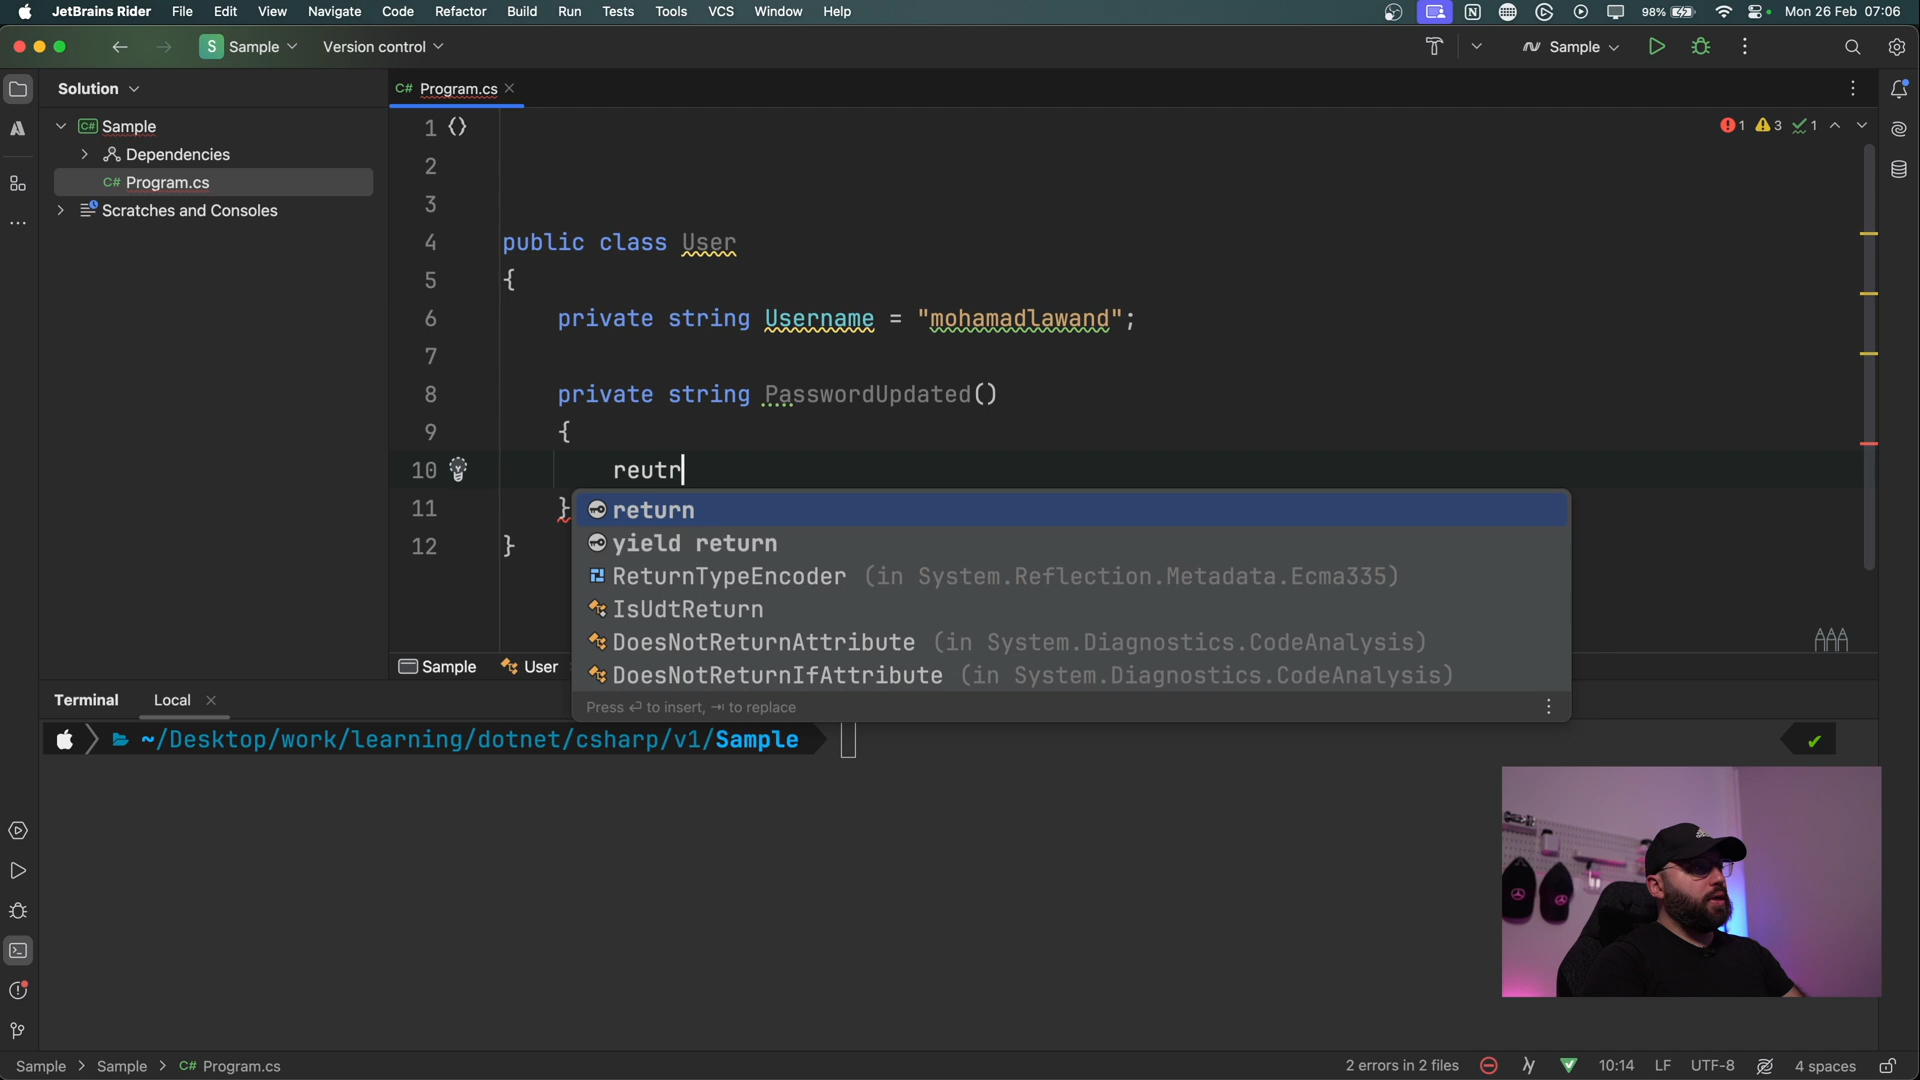 JetBrains Rider File Edit View Navigate Code Refactor Build Run Tests Tools VCS Window Help 98% Mon 26 Feb 07:06
S Sample Version control Sample
Solution
C# Program.cs
C# Sample
Dependencies
C# Program.cs
Scratches and Consoles
1 3 1
1 {}
2
3
4 public class User
5 {
6 private string Username = "mohamadlawand";
7
8 private string PasswordUpdated()
9 {
10 reutr
11 }
12 }
return
yield return
ReturnTypeEncoder (in System.Reflection.Metadata.Ecma335)
IsUdtReturn
DoesNotReturnAttribute (in System.Diagnostics.CodeAnalysis)
DoesNotReturnIfAttribute (in System.Diagnostics.CodeAnalysis)
Press ⏎ to insert, ⇥ to replace
Sample User
Terminal Local
~/Desktop/work/learning/dotnet/csharp/v1/Sample
Sample > Sample > C# Program.cs
2 errors in 2 files 10:14 LF UTF-8 4 spaces